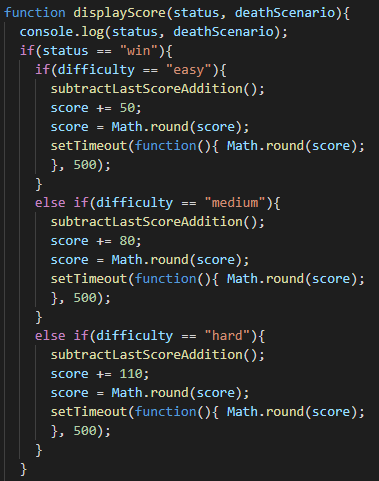 function displayScore(status, deathScenario){
console.log(status, deathScenario);
if(status == "win"){
if(difficulty == "easy"){
subtractLastScoreAddition();
score += 50;
score = Math.round(score);
setTimeout(function(){ Math.round(score);
}, 500);
}
else if(difficulty == "medium"){
subtractLastScoreAddition();
score += 80;
score = Math.round(score);
setTimeout(function(){ Math.round(score);
}, 500);
}
else if(difficulty == "hard"){
subtractLastScoreAddition();
score += 110;
score = Math.round(score);
setTimeout(function(){ Math.round(score);
}, 500);
}
}